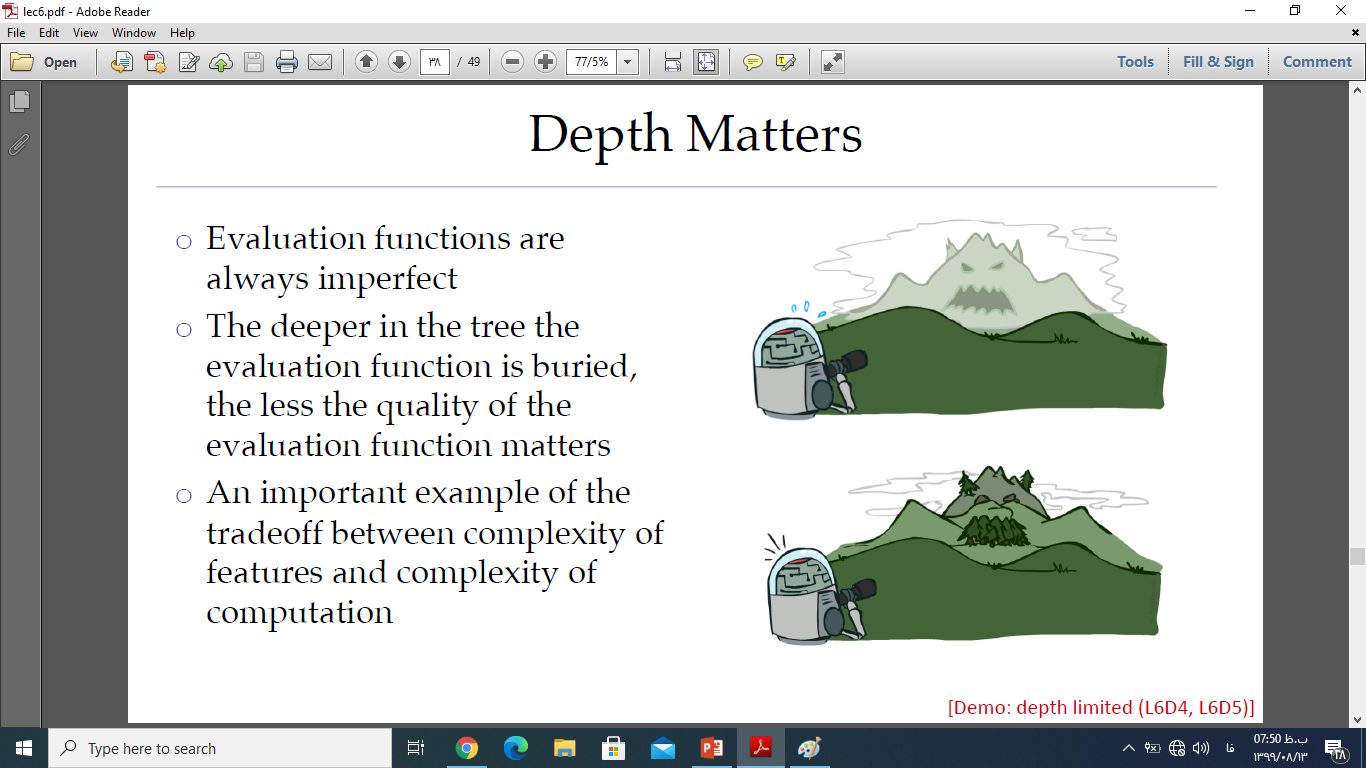 lec6.pdf - Adobe Reader
File Edit View Window Help
Open ۳۸ / 49 77/5% Tools Fill & Sign Comment
Depth Matters
Evaluation functions are
always imperfect
The deeper in the tree the
evaluation function is buried,
the less the quality of the
evaluation function matters
An important example of the
tradeoff between complexity of
features and complexity of
computation
[Demo: depth limited (L6D4, L6D5)]
Type here to search
فا
07:50 ب.ظ
۱۳۹۹/۰۸/۱۳
۲۸